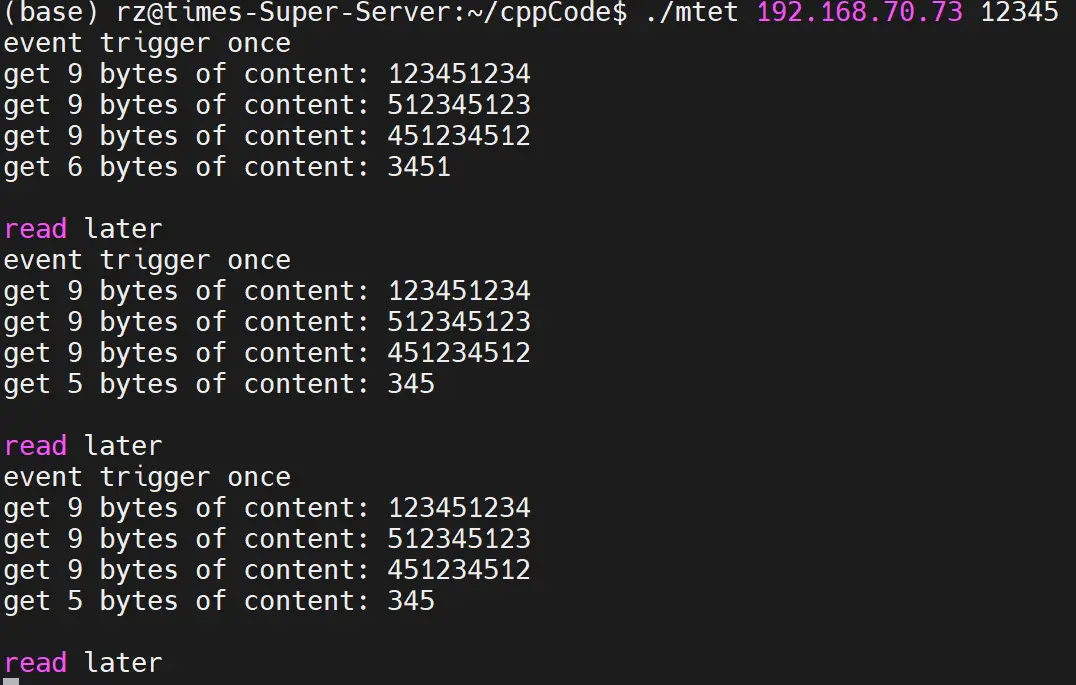 (base) rz@times-Super-Server:~/cppCode$ ./mtet 192.168.70.73 12345
event trigger once
get 9 bytes of content: 123451234
get 9 bytes of content: 512345123
get 9 bytes of content: 451234512
get 6 bytes of content: 3451
read later
event trigger once
get 9 bytes of content: 123451234
get 9 bytes of content: 512345123
get 9 bytes of content: 451234512
get 5 bytes of content: 345
read later
event trigger once
get 9 bytes of content: 123451234
get 9 bytes of content: 512345123
get 9 bytes of content: 451234512
get 5 bytes of content: 345
read later